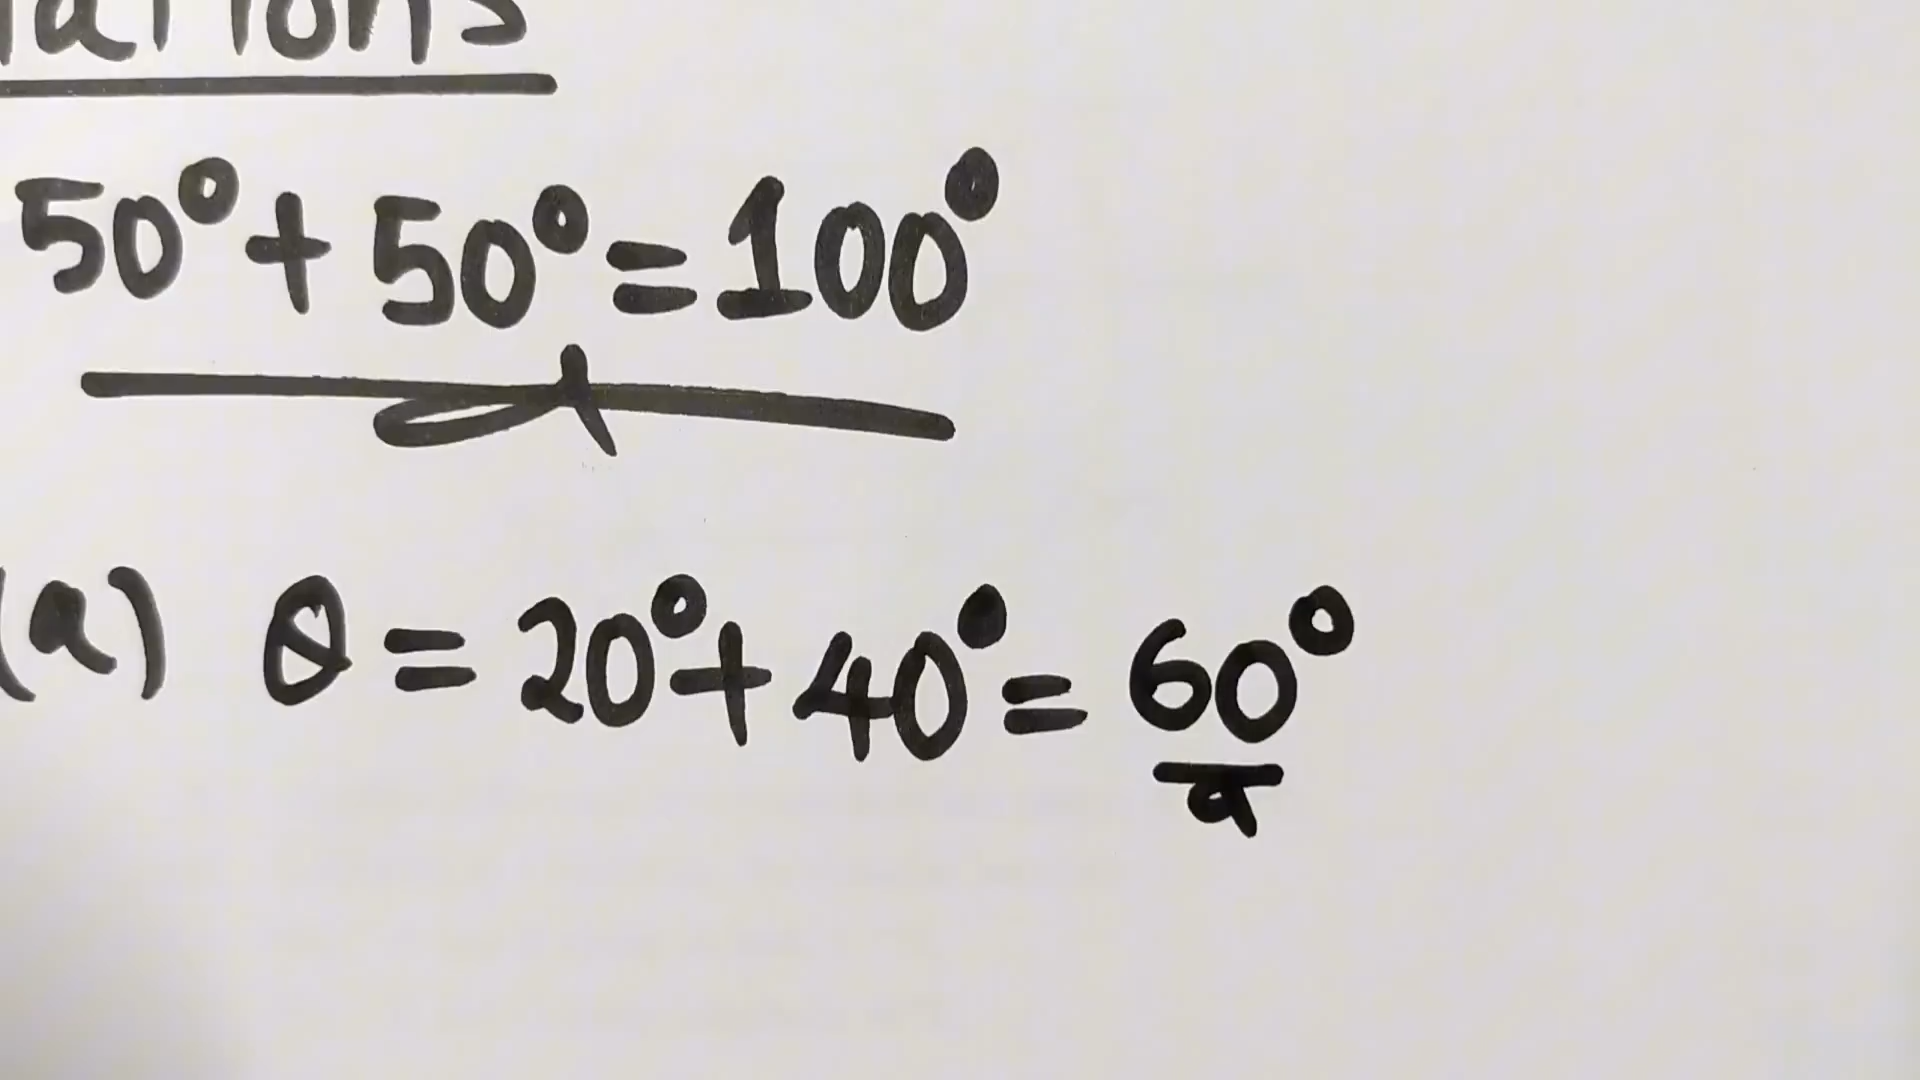 50° + 50° = 100°
(a) θ = 20° + 40° = 60°